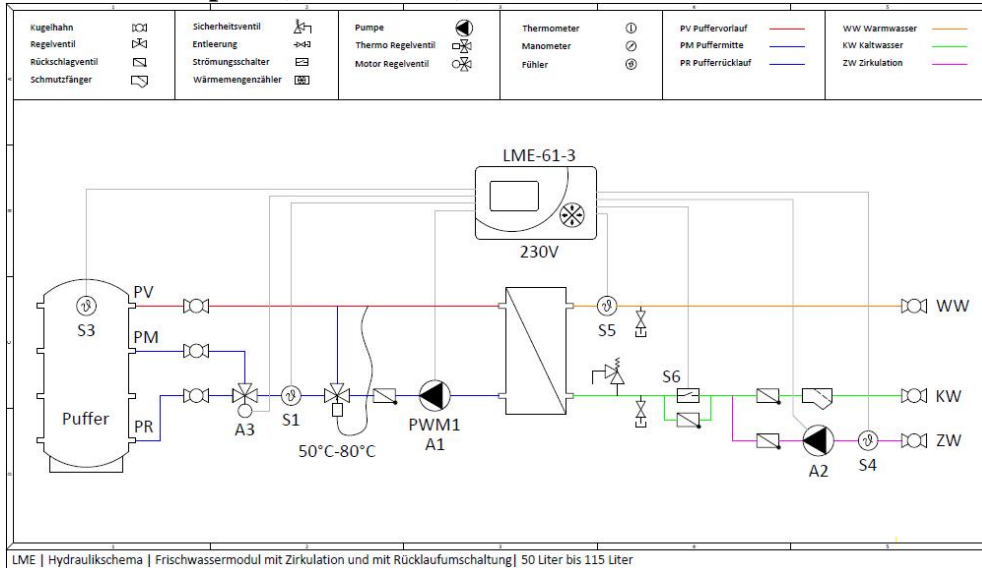 Kugelhahn
Regelventil
Rückschlagventil
Schmutzfänger
Sicherheitsventil
Entleerung
Strömungsschalter
Wärmemengenzähler
Pumpe
Thermo Regelventil
Motor Regelventil
Thermometer
Manometer
Fühler
PV Puffervorlauf
PM Puffermitte
PR Pufferrücklauf
WW Warmwasser
KW Kaltwasser
ZW Zirkulation
LME-61-3
230V
PV
S3
S5
WW
PM
S6
Puffer
PR
A3
S1
50°C-80°C
PWM1
A1
KW
A2
S4
ZW
LME | Hydraulikschema | Frischwassermodul mit Zirkulation und mit Rücklaufumschaltung| 50 Liter bis 115 Liter